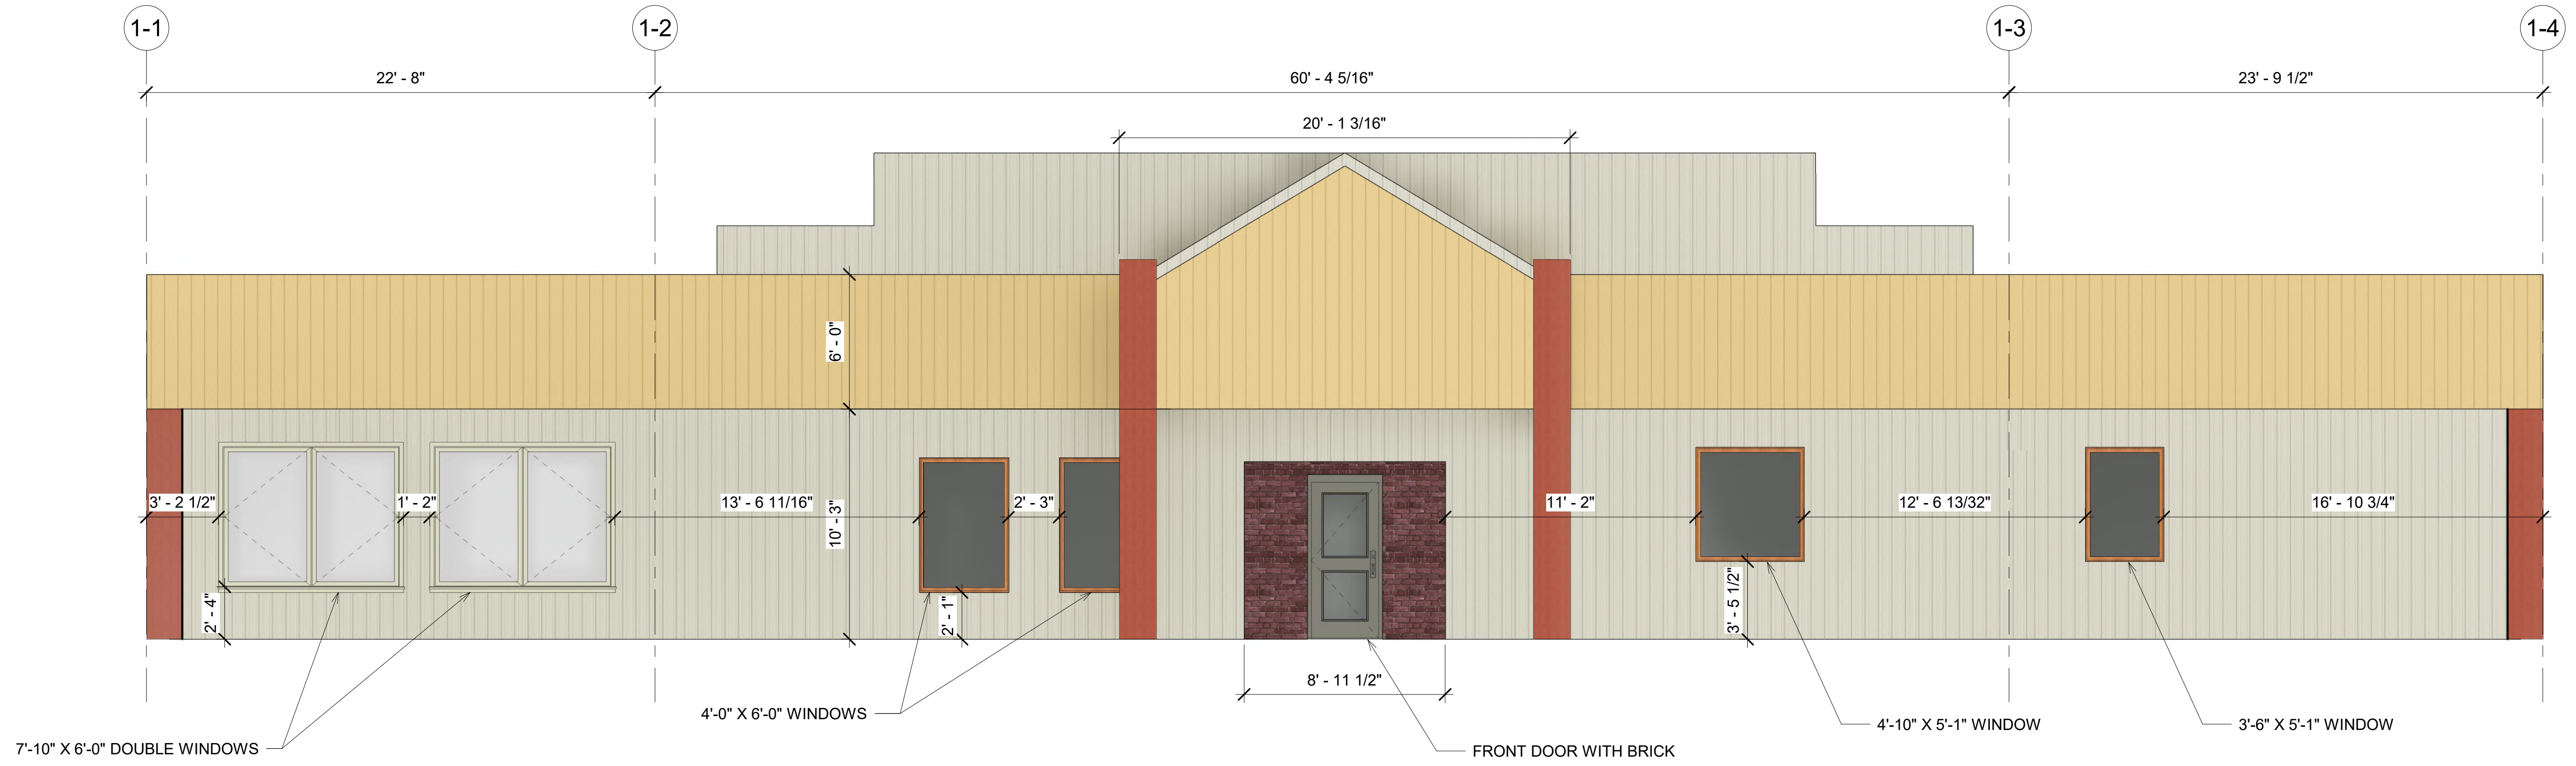 1-1
1-2
1-3
1-4
22' - 8"
60' - 4 5/16"
23' - 9 1/2"
20' - 1 3/16"
6' - 0"
3' - 2 1/2"
1' - 2"
13' - 6 11/16"
10' - 3"
2' - 3"
11' - 2"
12' - 6 13/32"
16' - 10 3/4"
2' - 4"
2' - 1"
3' - 5 1/2"
8' - 11 1/2"
4'-0" X 6'-0" WINDOWS
4'-10" X 5'-1" WINDOW
3'-6" X 5'-1" WINDOW
7'-10" X 6'-0" DOUBLE WINDOWS
FRONT DOOR WITH BRICK